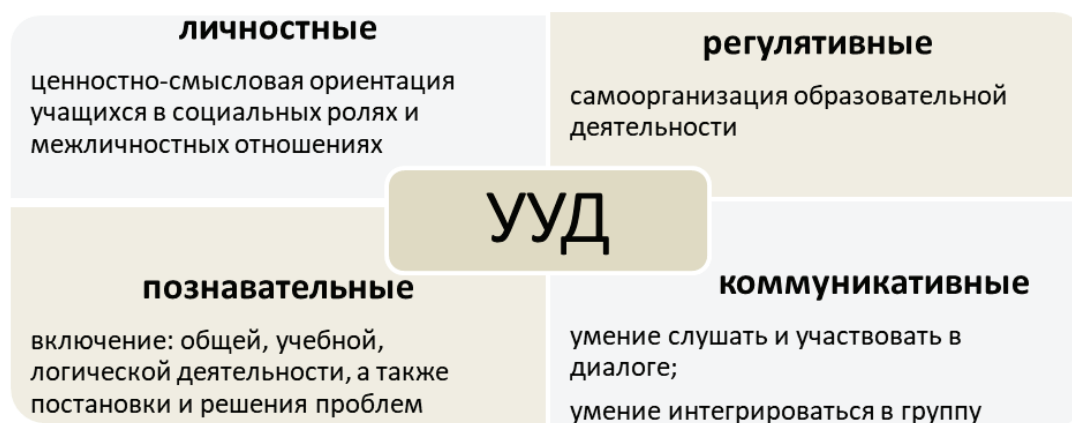 личностные
ценностно-смысловая ориентация
учащихся в социальных ролях и
межличностных отношениях
регулятивные
самоорганизация образовательной
деятельности
УУД
познавательные
включение: общей, учебной,
логической деятельности, а также
постановки и решения проблем
коммуникативные
умение слушать и участвовать в
диалоге;
умение интегрироваться в группу